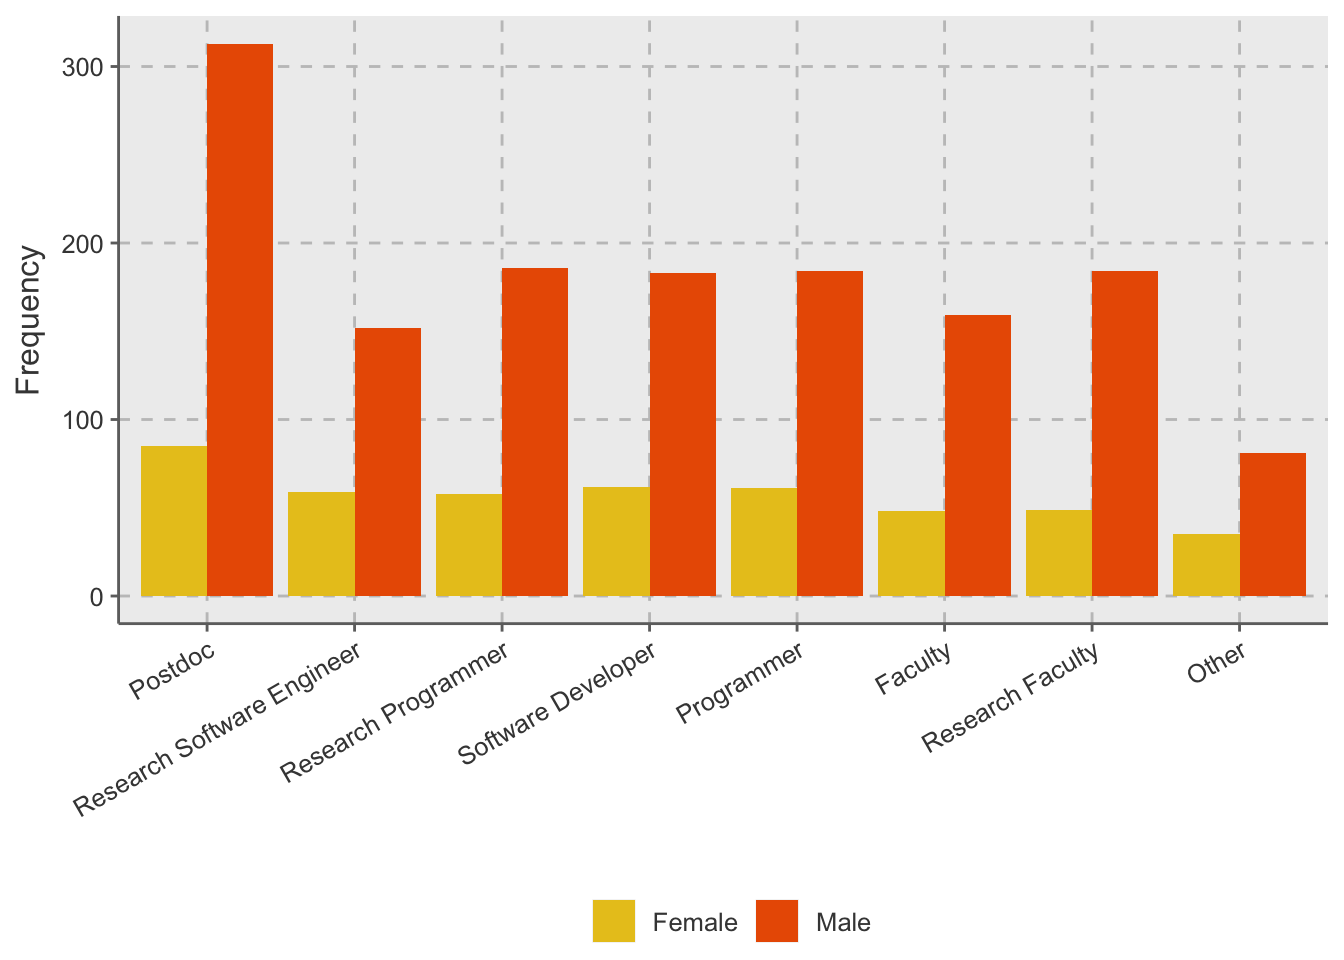 Frequency
300
200
100
0
Postdoc
Research Software Engineer
Research Programmer
Software Developer
Programmer
Faculty
Research Faculty
Other
Female
Male